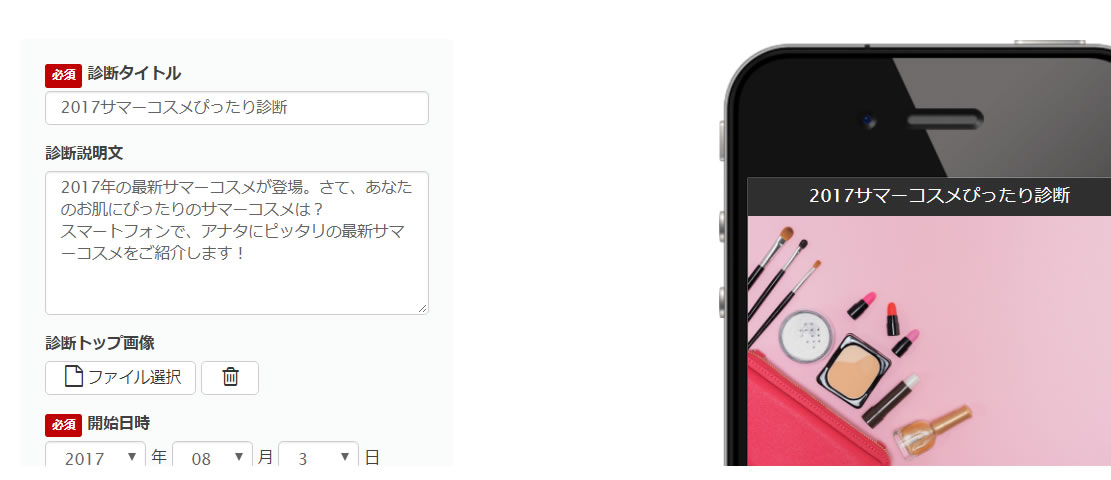 必須 診断タイトル
2017サマーコスメぴったり診断
診断説明文
2017年の最新サマーコスメが登場。さて、あなた
のお肌にぴったりのサマーコスメは？
スマートフォンで、アナタにピッタリの最新サマ
ーコスメをご紹介します！
診断トップ画像
ファイル選択
必須 開始日時
2017 年 08 月 3 日
2017サマーコスメぴったり診断